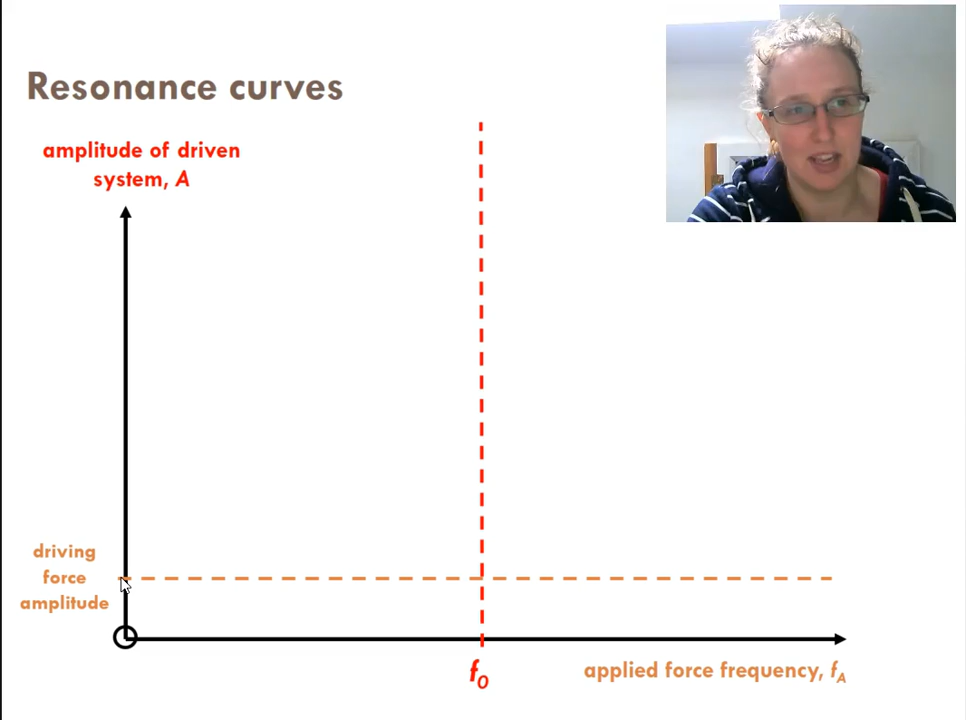 Resonance curves
amplitude of driven
system, A
driving
force
amplitude
f0
applied force frequency, fA